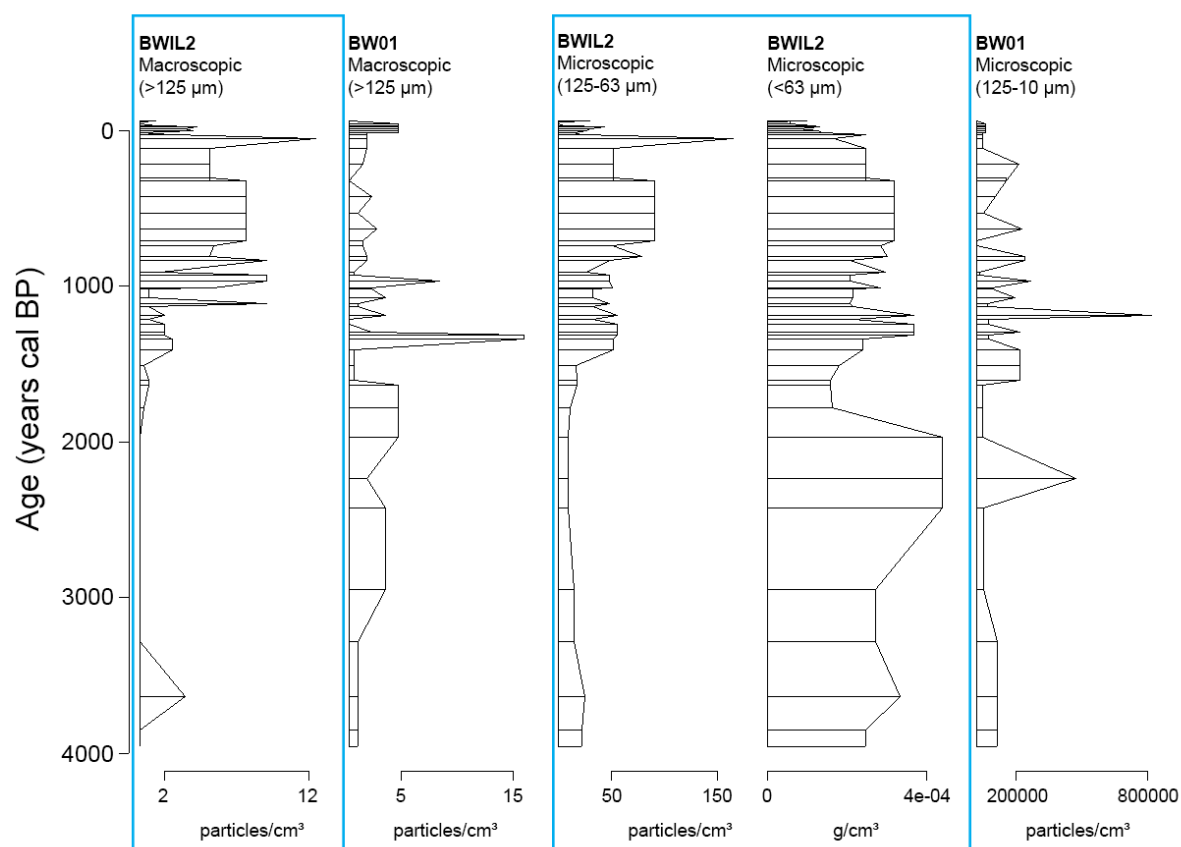 BWIL2
Macroscopic
(>125 µm)
BW01
Macroscopic
(>125 µm)
BWIL2
Microscopic
(125-63 µm)
BWIL2
Microscopic
(<63 µm)
BW01
Microscopic
(125-10 µm)
Age (years cal BP)
0
1000
2000
3000
4000
2 12
5 15
50 150
0 4e-04
200000 800000
particles/cm³
particles/cm³
particles/cm³
g/cm³
particles/cm³